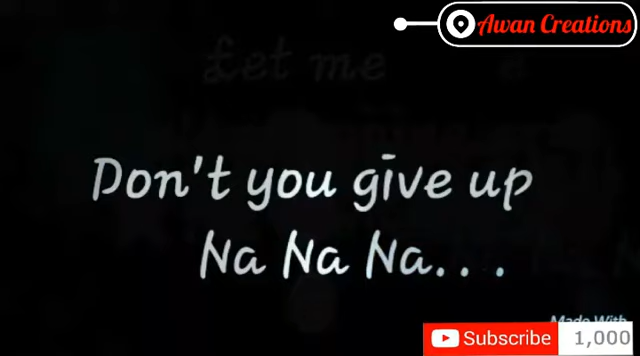 Awan Creations
Let me
Don't you give up
Na Na Na. . .
Made With
Subscribe 1,000